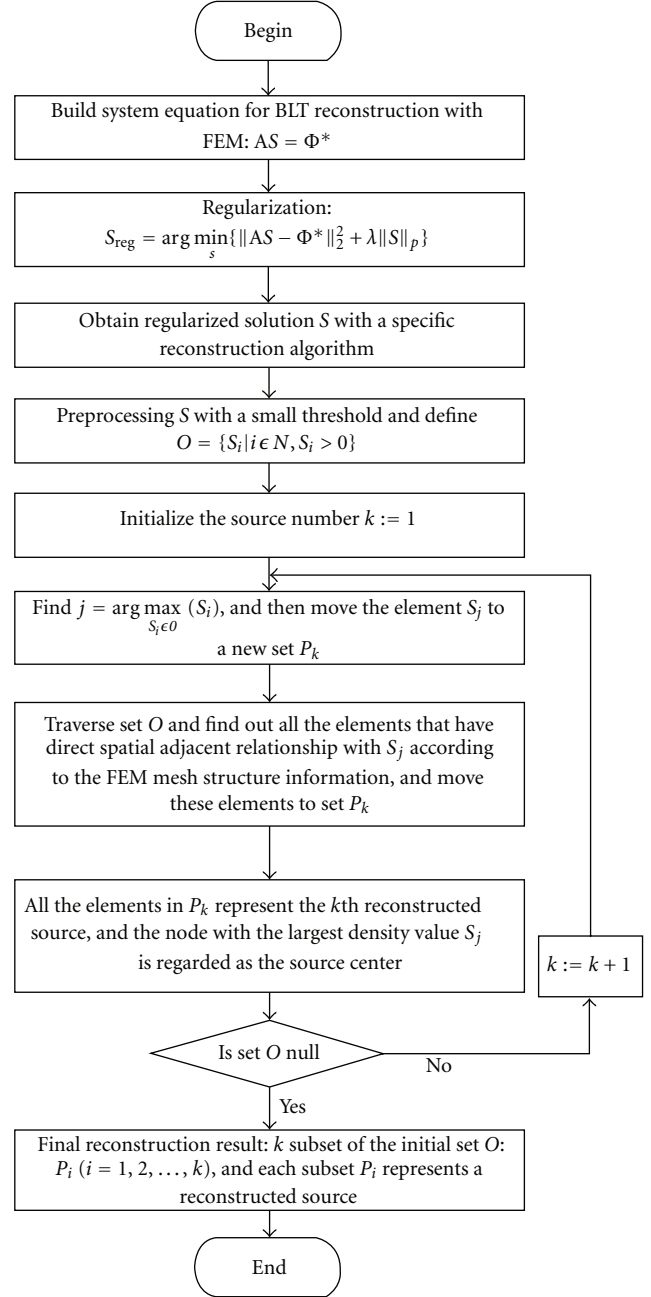 Begin
Build system equation for BLT reconstruction with
FEM: AS = Φ*
Regularization:
S_reg = arg min_s {‖AS − Φ*‖₂² + λ‖S‖_p}
Obtain regularized solution S with a specific
reconstruction algorithm
Preprocessing S with a small threshold and define
O = {S_i|i ϵ N, S_i > 0}
Initialize the source number k := 1
Find j = arg max_{S_i ϵ 0} (S_i), and then move the element S_j to
a new set P_k
Traverse set O and find out all the elements that have
direct spatial adjacent relationship with S_j according
to the FEM mesh structure information, and move
these elements to set P_k
All the elements in P_k represent the kth reconstructed
source, and the node with the largest density value S_j
is regarded as the source center
k := k + 1
Is set O null
No
Yes
Final reconstruction result: k subset of the initial set O:
P_i (i = 1, 2, . . . , k), and each subset P_i represents a
reconstructed source
End